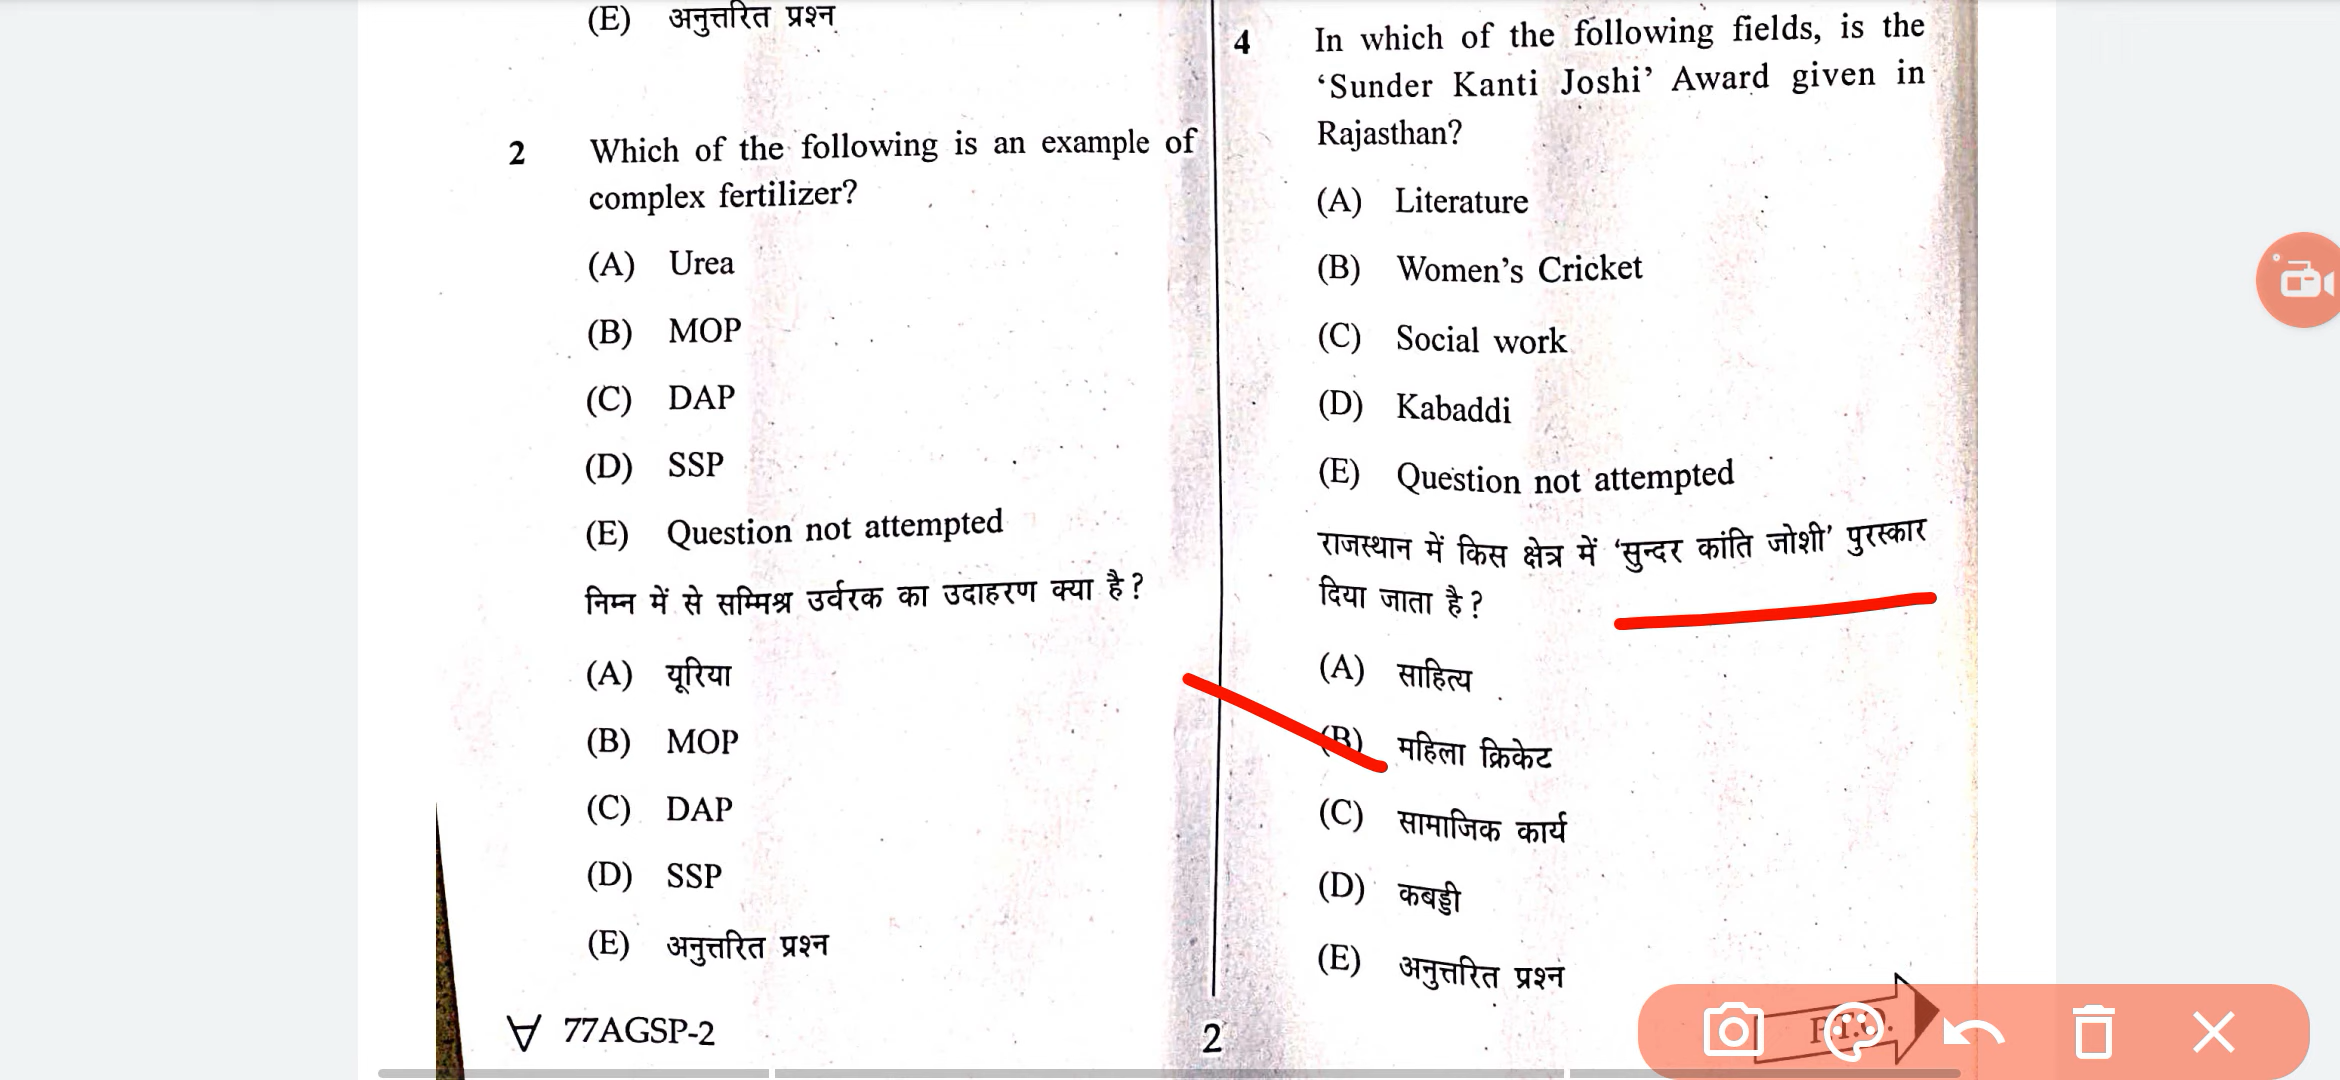 (E) अनुत्तरित प्रश्न
2 Which of the following is an example of
complex fertilizer?
(A) Urea
(B) MOP
(C) DAP
(D) SSP
(E) Question not attempted
निम्न में से सम्मिश्र उर्वरक का उदाहरण क्या है?
(A) यूरिया
(B) MOP
(C) DAP
(D) SSP
(E) अनुत्तरित प्रश्न
4 In which of the following fields, is the
‘Sunder Kanti Joshi’ Award given in
Rajasthan?
(A) Literature
(B) Women’s Cricket
(C) Social work
(D) Kabaddi
(E) Question not attempted
राजस्थान में किस क्षेत्र में ‘सुन्दर कांति जोशी’ पुरस्कार
दिया जाता है?
(A) साहित्य
(B) महिला क्रिकेट
(C) सामाजिक कार्य
(D) कबड्डी
(E) अनुत्तरित प्रश्न
∀ 77AGSP-2
2
P.T.O.